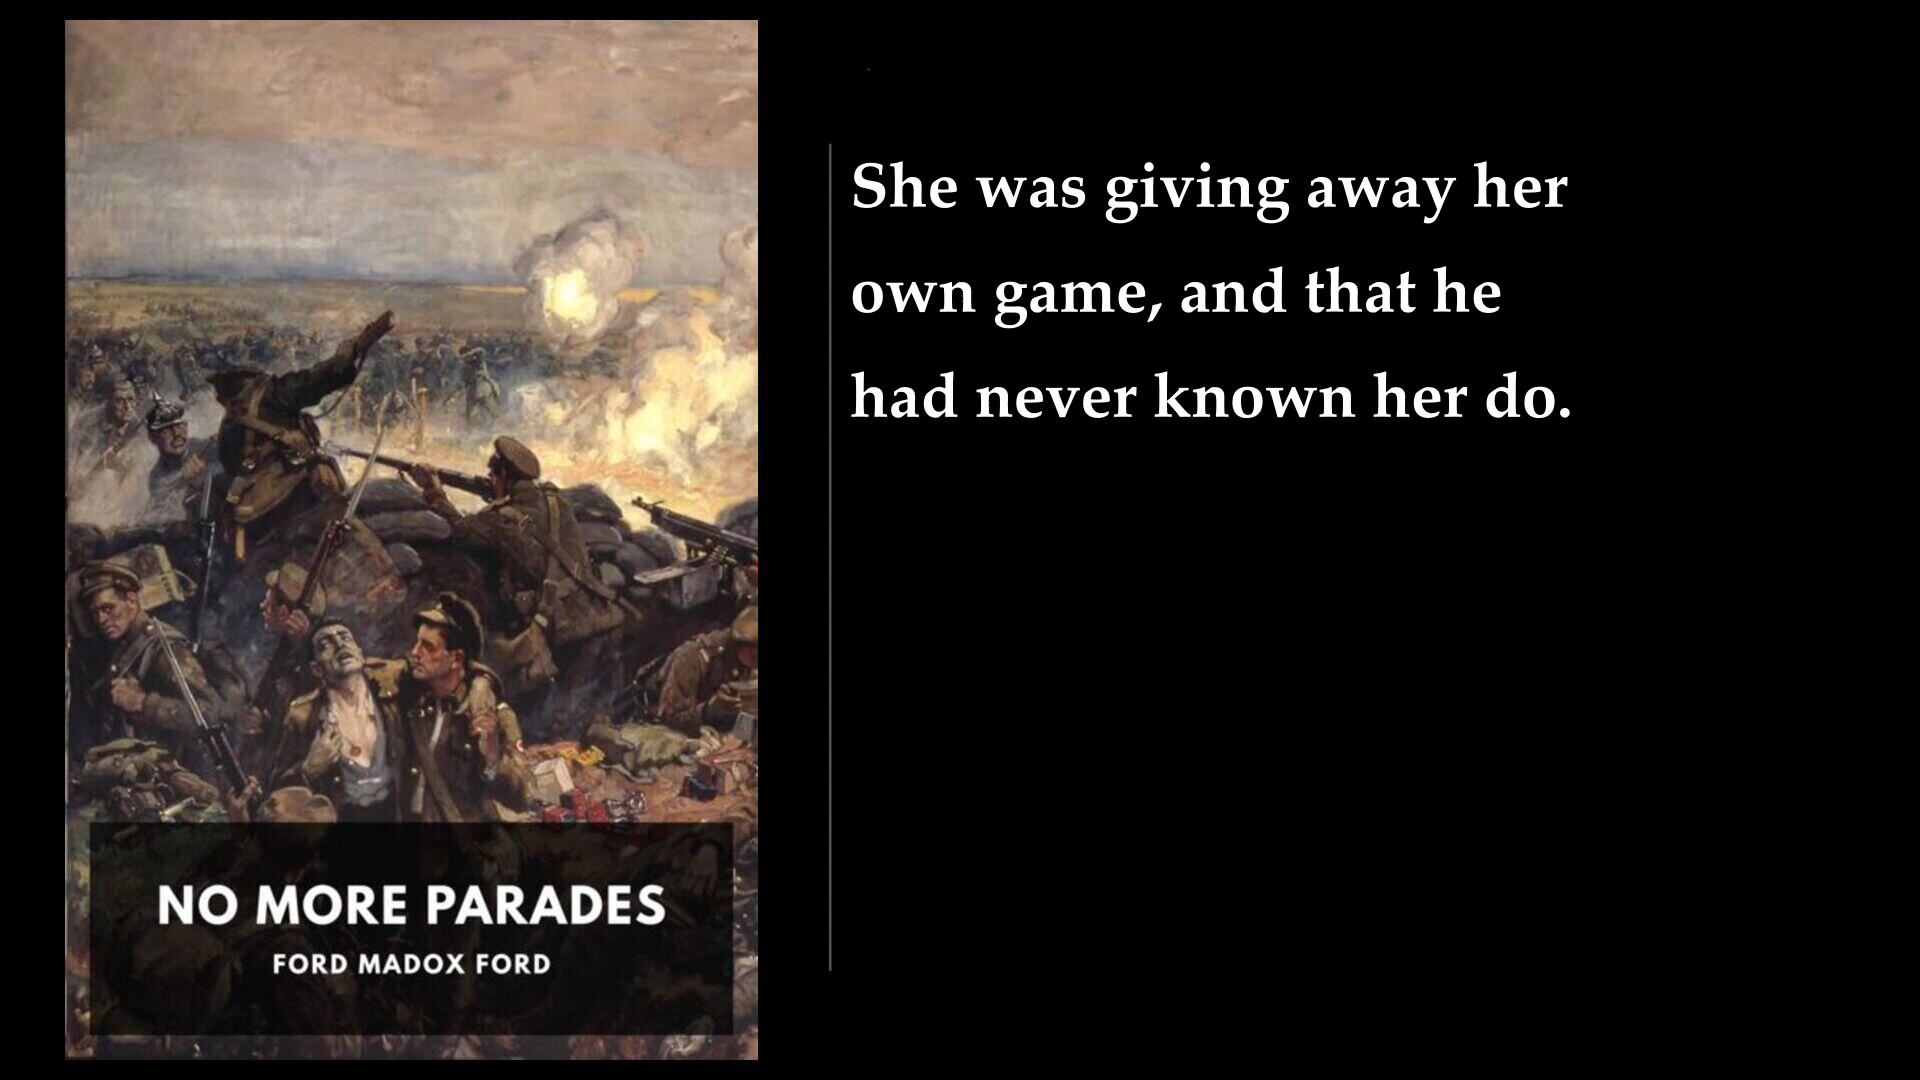 She was giving away her
own game, and that he
had never known her do.
NO MORE PARADES
FORD MADOX FORD